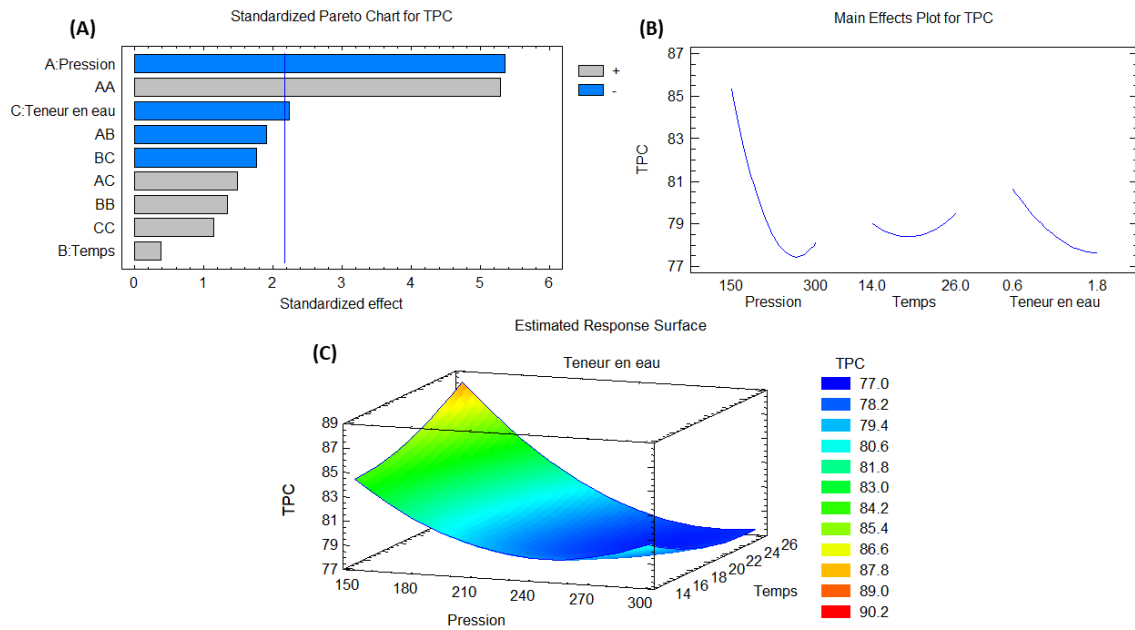 (A)
Standardized Pareto Chart for TPC
A:Pression
AA
C:Teneur en eau
AB
BC
AC
BB
CC
B:Temps
0 1 2 3 4 5 6
Standardized effect
+
-
(B)
Main Effects Plot for TPC
87
85
83
81
79
77
TPC
150 300 14.0 26.0 0.6 1.8
Pression Temps Teneur en eau
Estimated Response Surface
(C)
Teneur en eau
89
87
85
83
81
79
77
TPC
150 180 210 240 270 300
Pression
14 16 18 20 22 24 26
Temps
TPC
77.0
78.2
79.4
80.6
81.8
83.0
84.2
85.4
86.6
87.8
89.0
90.2